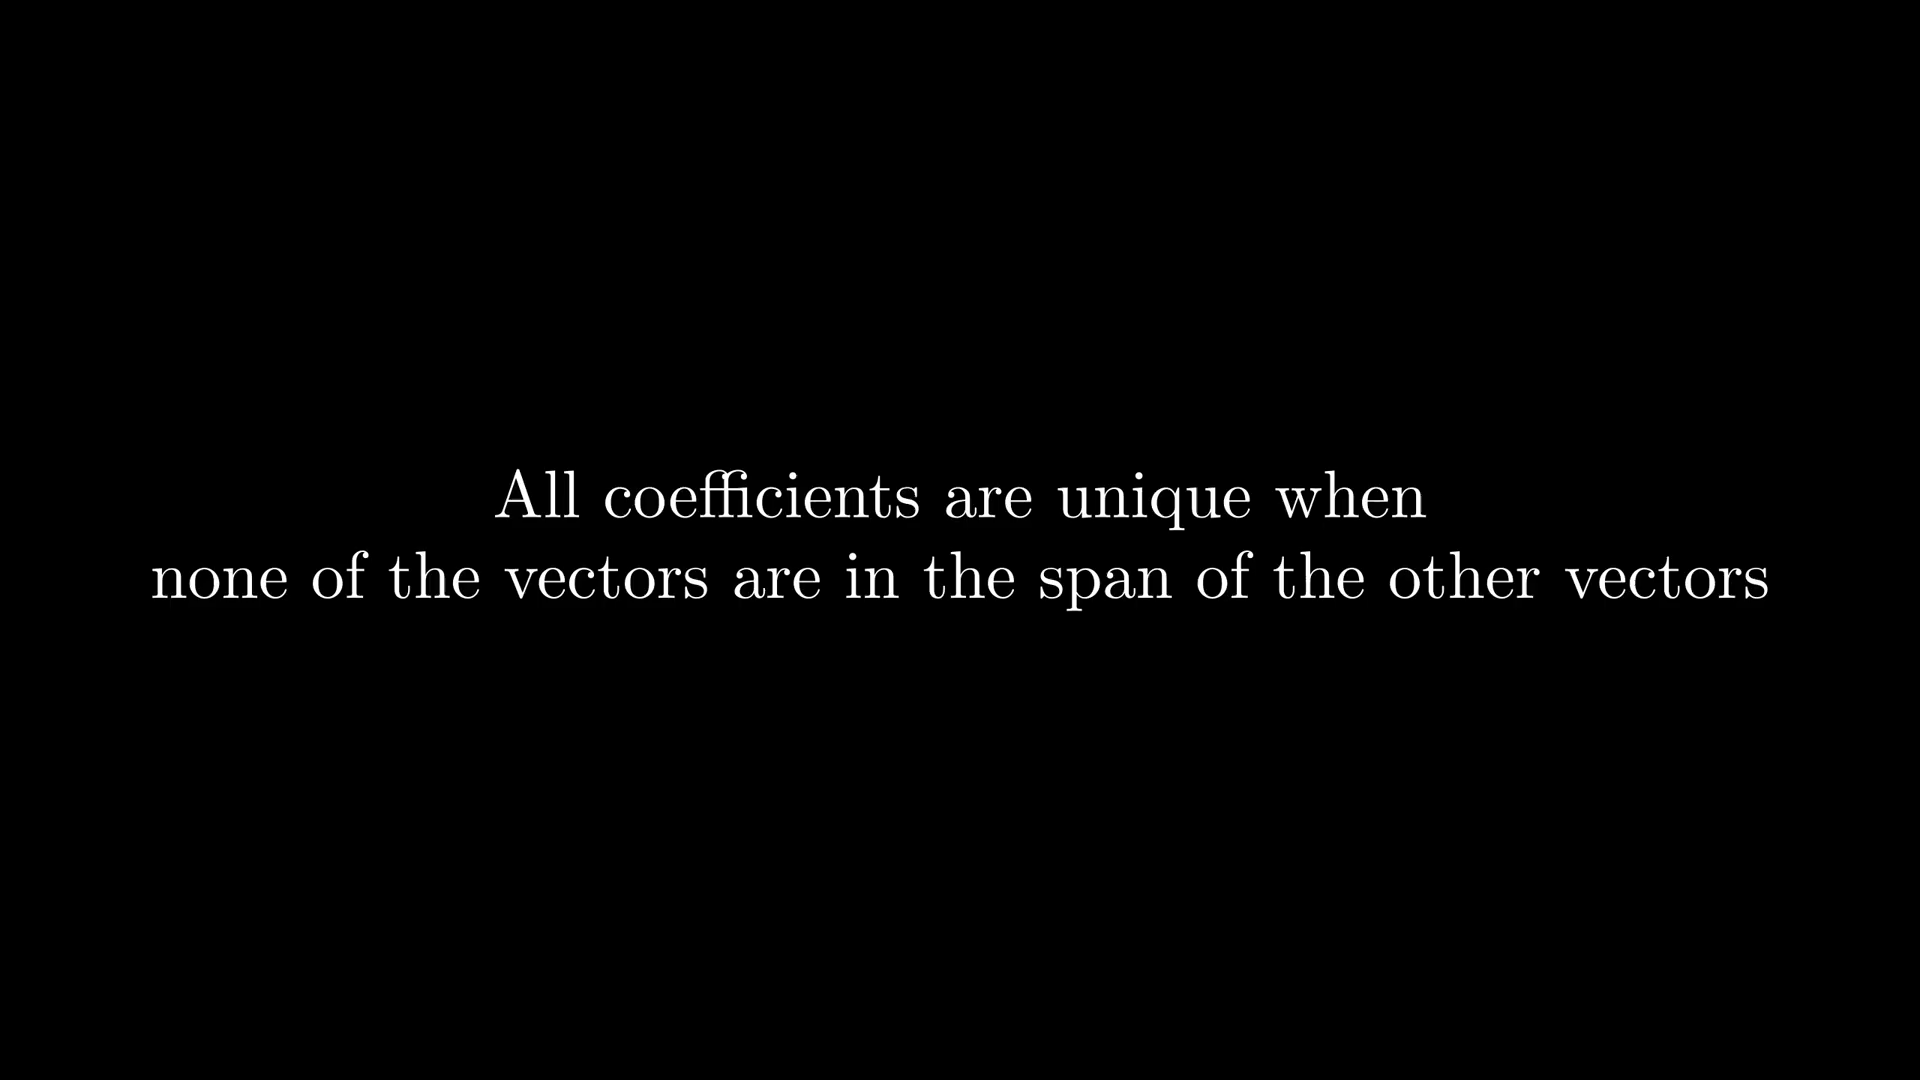 All coefficients are unique when
none of the vectors are in the span of the other vectors